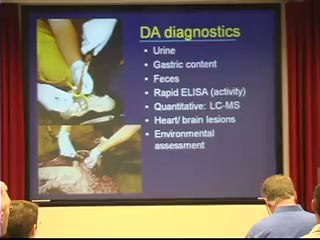 DA diagnostics
• Urine
• Gastric content
• Feces
• Rapid ELISA (activity)
• Quantitative: LC-MS
• Heart/ brain lesions
• Environmental
assessment